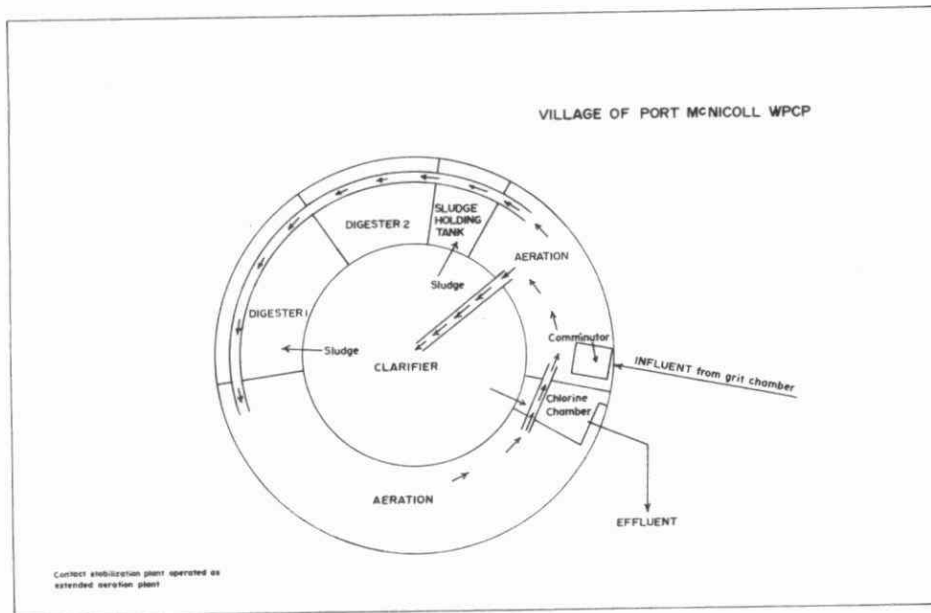 VILLAGE OF PORT McNICOLL WPCP
DIGESTER 2
SLUDGE
HOLDING
TANK
AERATION
Sludge
DIGESTER 1
Sludge
CLARIFIER
Comminutor
INFLUENT from grit chamber
Chlorine
Chamber
AERATION
EFFLUENT
Contact stabilization plant operated as
extended aeration plant